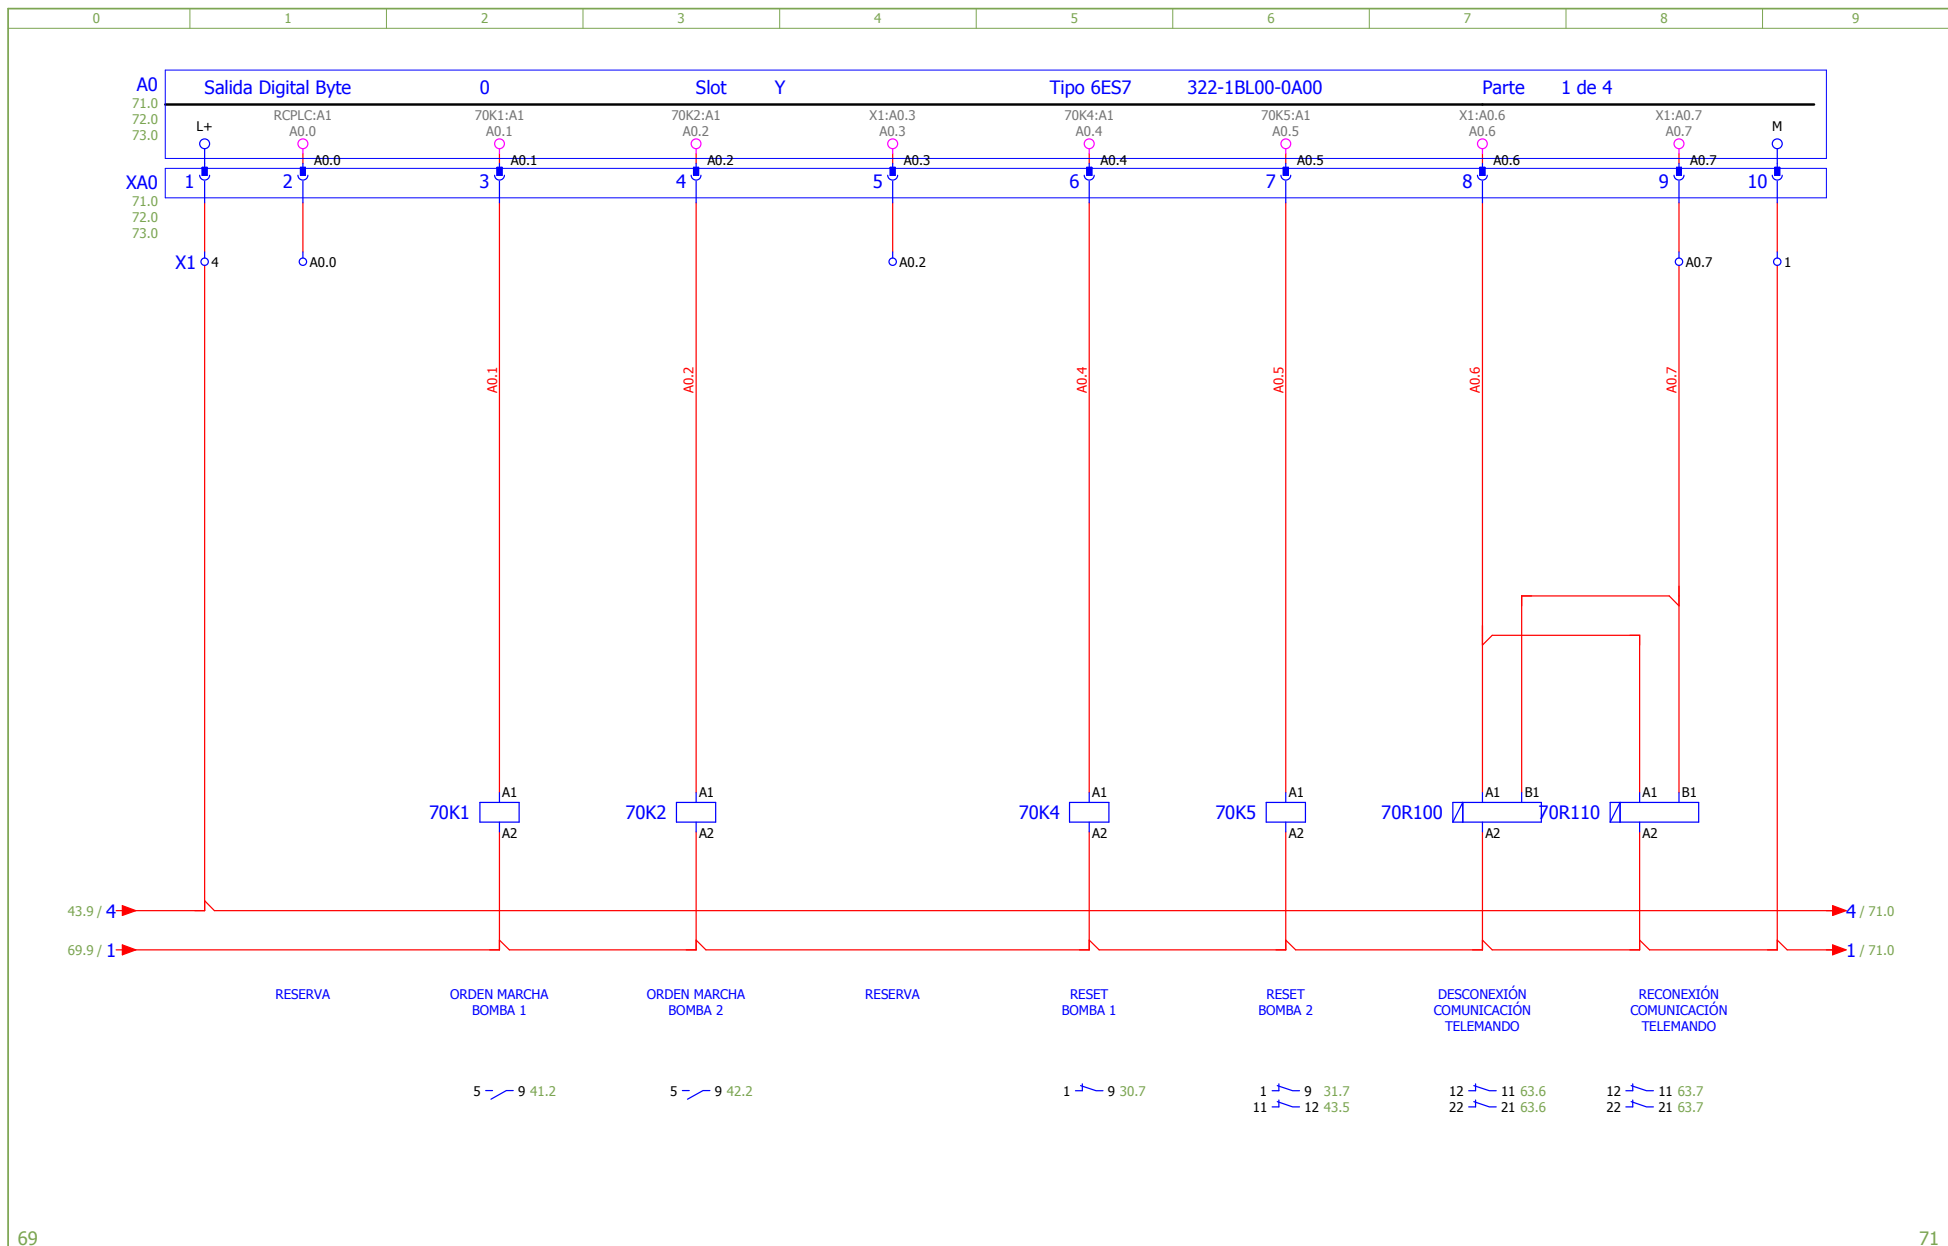 0 1 2 3 4 5 6 7 8 9
A0 Salida Digital Byte 0 Slot Y Tipo 6ES7 322-1BL00-0A00 Parte 1 de 4
71.0
72.0
73.0
L+ RCPLC:A1 70K1:A1 70K2:A1 X1:A0.3 70K4:A1 70K5:A1 X1:A0.6 X1:A0.7 M
A0.0 A0.1 A0.2 A0.3 A0.4 A0.5 A0.6 A0.7
A0.0 A0.1 A0.2 A0.3 A0.4 A0.5 A0.6 A0.7
XA0 1 2 3 4 5 6 7 8 9 10
71.0
72.0
73.0
X1 4 A0.0 A0.2 A0.7 1
A0.1 A0.2 A0.4 A0.5 A0.6 A0.7
A1 A1 A1 A1 A1 B1 A1 B1
70K1 70K2 70K4 70K5 70R100 70R110
A2 A2 A2 A2 A2 A2
43.9 / 4 4 / 71.0
69.9 / 1 1 / 71.0
RESERVA ORDEN MARCHA ORDEN MARCHA RESERVA RESET RESET DESCONEXIÓN RECONEXIÓN
BOMBA 1 BOMBA 2 BOMBA 1 BOMBA 2 COMUNICACIÓN COMUNICACIÓN
TELEMANDO TELEMANDO
5 9 41.2 5 9 42.2 1 9 30.7 1 9 31.7 12 11 63.6 12 11 63.7
11 12 43.5 22 21 63.6 22 21 63.7
69 71